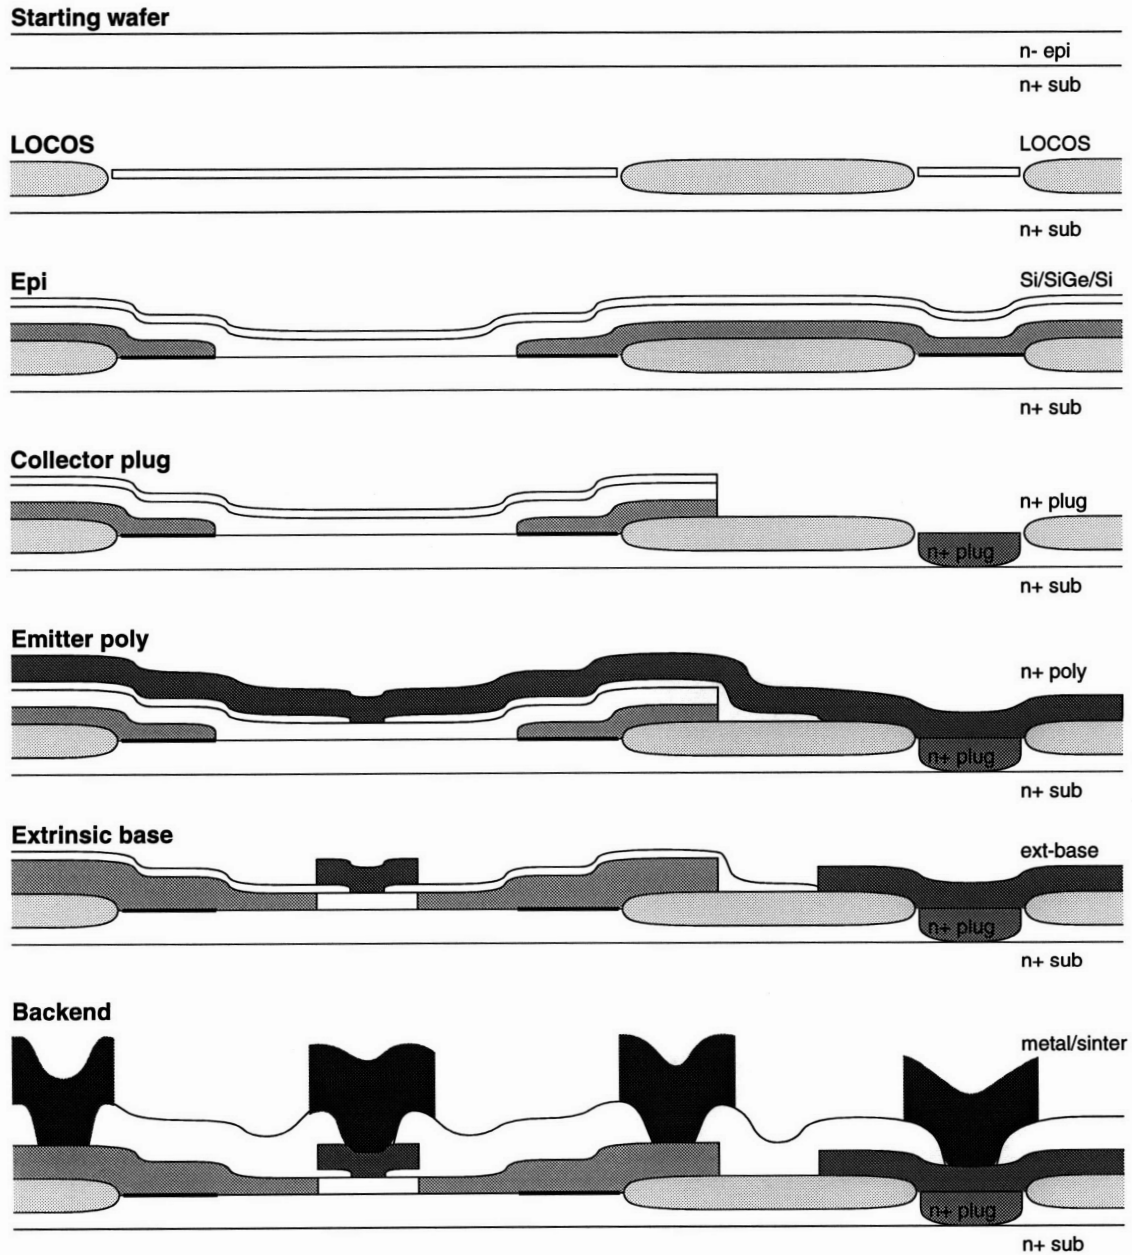 Starting wafer
n- epi
n+ sub
LOCOS
LOCOS
n+ sub
Epi
Si/SiGe/Si
n+ sub
Collector plug
n+ plug
n+ plug
n+ sub
Emitter poly
n+ poly
n+ plug
n+ sub
Extrinsic base
ext-base
n+ plug
n+ sub
Backend
metal/sinter
n+ plug
n+ sub